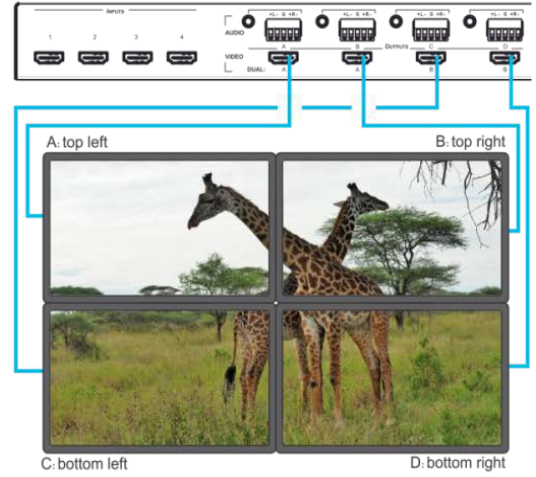 INPUTS
+L- S +R- +L- S +R- +L- S +R- +L- S +R-
1 2 3 4
AUDIO
A B OUTPUTS C D
VIDEO
DUAL: A A B B
A: top left B: top right
C: bottom left D: bottom right